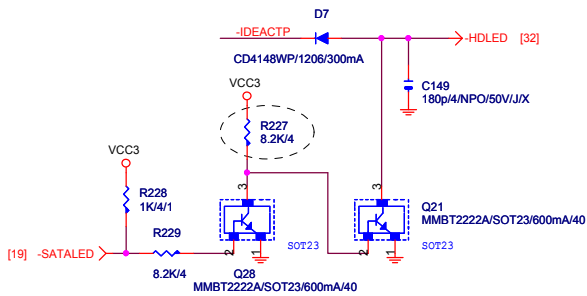 D7
-IDEACTP
-HDLED [32]
CD4148WP/1206/300mA
VCC3
C149
180p/4/NPO/50V/J/X
R227
8.2K/4
VCC3
R228
1K/4/1
3
3
Q21
MMBT2222A/SOT23/600mA/40
R229
SOT23
SOT23
[19] -SATALED
2
1
2
1
8.2K/4
Q28
MMBT2222A/SOT23/600mA/40